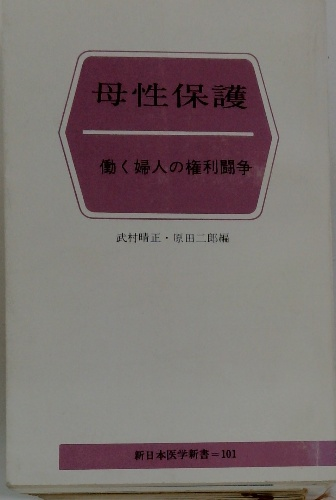 母性保護
働く婦人の権利闘争
武村晴正・原田二郎編
新日本医学新書＝101